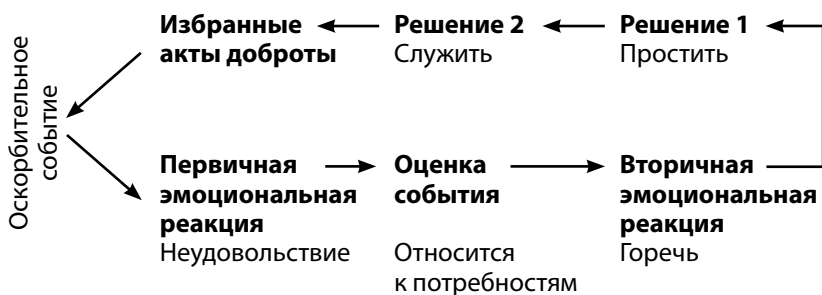 Оскорбительное
событие
Избранные
акты доброты
Решение 2
Служить
Решение 1
Простить
Первичная
эмоциональная
реакция
Неудовольствие
Оценка
события
Относится
к потребностям
Вторичная
эмоциональная
реакция
Горечь